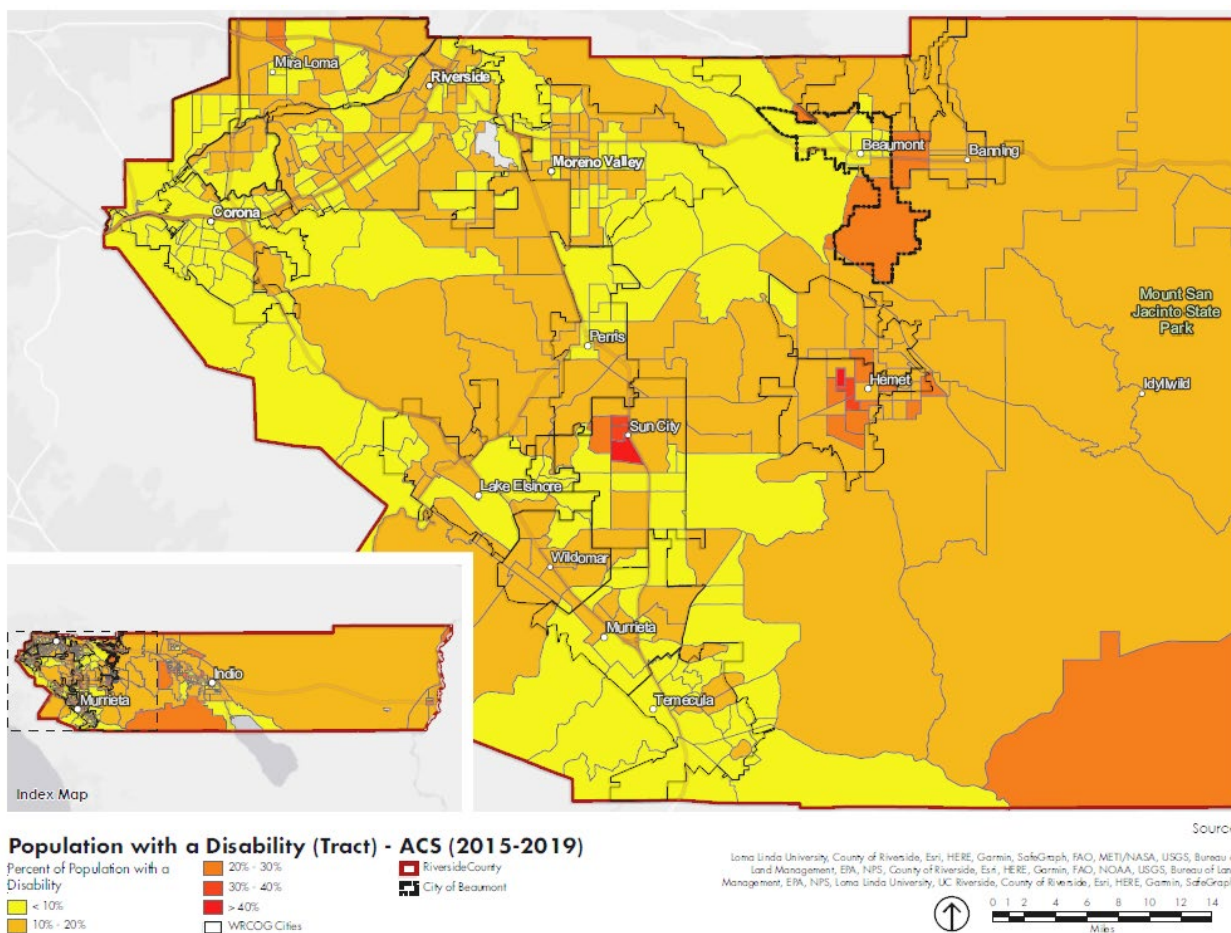 Mira Loma
Riverside
Beaumont
Banning
Moreno Valley
Corona
Mount San
Jacinto State
Park
Perris
Hemet
Idyllwild
Sun City
Lake Elsinore
Wildomar
Murrieta
Temecula
Indio
Murrieta
Index Map
Population with a Disability (Tract) - ACS (2015-2019)
Percent of Population with a
Disability
< 10%
10% - 20%
20% - 30%
30% - 40%
> 40%
WRCOG Cities
RiversideCounty
City of Beaumont
Source
Loma Linda University, County of Riverside, Esri, HERE, Garmin, SafeGraph, FAO, METI/NASA, USGS, Bureau
Land Management, EPA, NPS, County of Riverside, Esri, HERE, Garmin, FAO, NOAA, USGS, Bureau of Lan
Management, EPA, NPS, Loma Linda University, UC Riverside, County of Riverside, Esri, HERE, Garmin, SafeGraph
0 1 2 4 6 8 10 12 14
Miles